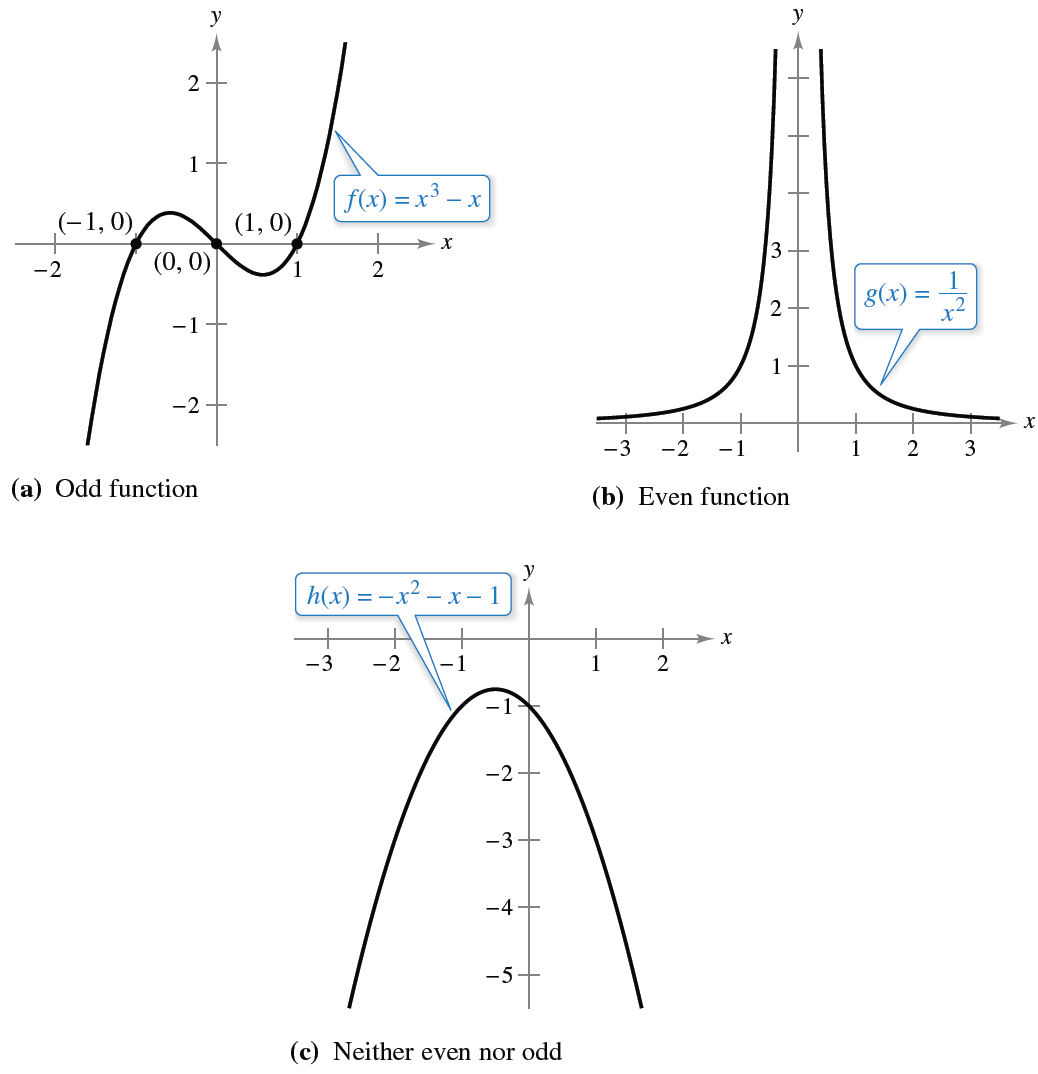 y
2
1
f(x) = x³ − x
(−1, 0)
(1, 0)
x
−2
(0, 0)
1
2
−1
−2
(a) Odd function
y
3
g(x) = 1/x²
2
1
x
−3 −2 −1 1 2 3
(b) Even function
y
h(x) = −x² − x − 1
x
−3 −2 −1 1 2
−1
−2
−3
−4
−5
(c) Neither even nor odd